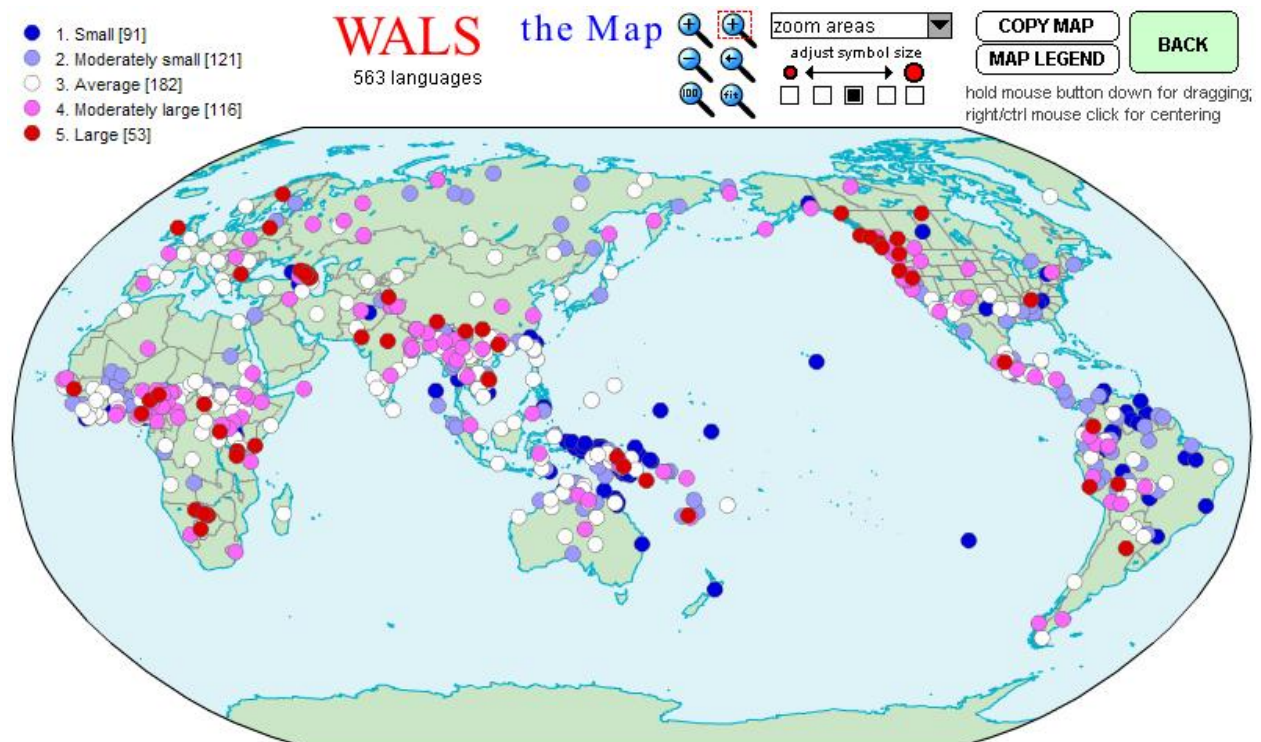 1. Small [91]
2. Moderately small [121]
3. Average [182]
4. Moderately large [116]
5. Large [53]
WALS
563 languages
the Map
100
fit
zoom areas
adjust symbol size
COPY MAP
MAP LEGEND
BACK
hold mouse button down for dragging;
right/ctrl mouse click for centering